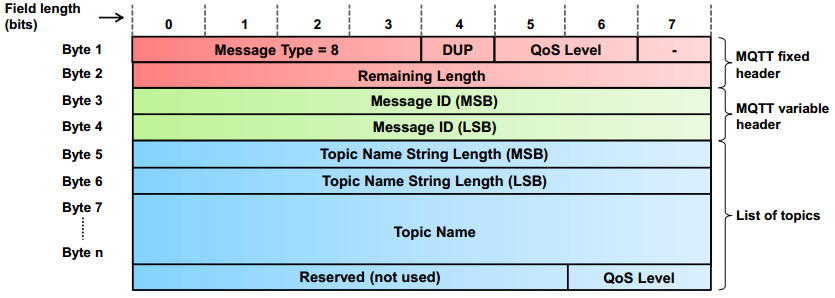 Field length
(bits)
0 1 2 3 4 5 6 7
Byte 1 Message Type = 8 DUP QoS Level - MQTT fixed
header
Byte 2 Remaining Length
Byte 3 Message ID (MSB) MQTT variable
header
Byte 4 Message ID (LSB)
Byte 5 Topic Name String Length (MSB)
Byte 6 Topic Name String Length (LSB)
Byte 7
Topic Name
List of topics
Byte n
Reserved (not used) QoS Level